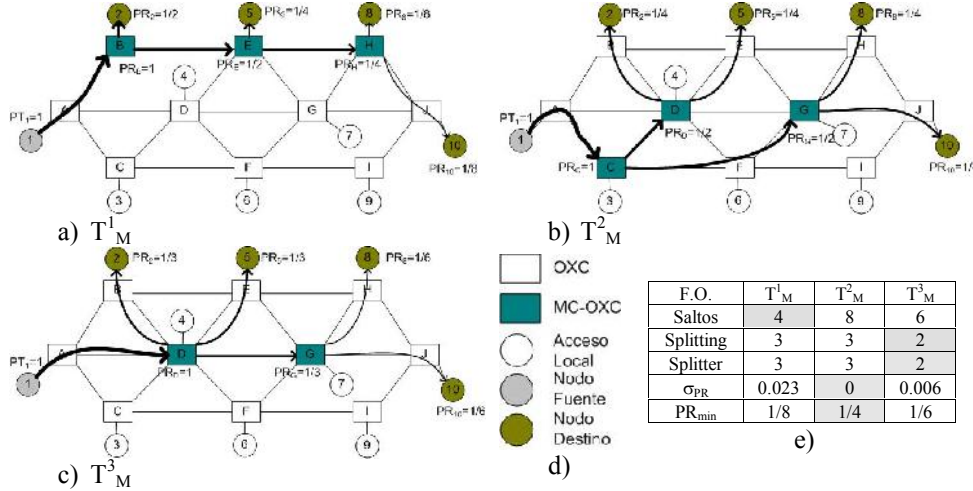 2 PR₂=1/2
5 PR₅=1/4
8 PR₈=1/8
B
E
H
PR_B=1
PR_E=1/2
PR_H=1/4
4
A
D
G
J
PT₁=1
1
7
10
PR₁₀=1/8
C
F
I
3
6
9
a) T¹_M
2 PR₂=1/4
5 PR₅=1/4
8 PR₈=1/4
B
E
H
4
A
D
G
J
PT₁=1
1
PR_D=1/2
7
10
C
F
I
3
6
9
b) T²_M
2 PR₂=1/3
5 PR₅=1/3
8 PR₈=1/6
B
E
H
4
A
D
G
J
PT₁=1
1
PR_D=1
PR_G=1/3
7
10
PR₁₀=1/6
C
F
I
3
6
9
c) T³_M
OXC
MC-OXC
Acceso
Local
Nodo
Fuente
Nodo
Destino
d)
F.O. T¹_M T²_M T³_M
Saltos 4 8 6
Splitting 3 3 2
Splitter 3 3 2
σ_PR 0.023 0 0.006
PR_min 1/8 1/4 1/6
e)